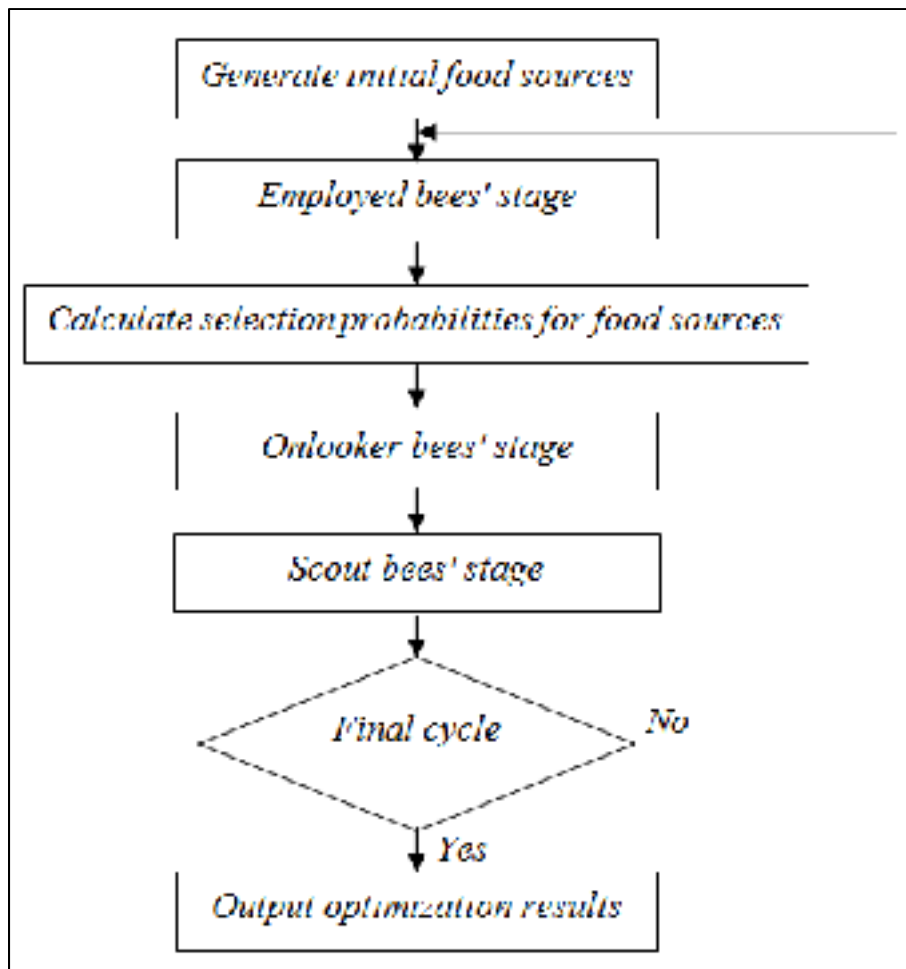 Generate initial food sources
Employed bees' stage
Calculate selection probabilities for food sources
Onlooker bees' stage
Scout bees' stage
Final cycle
No
Yes
Output optimization results